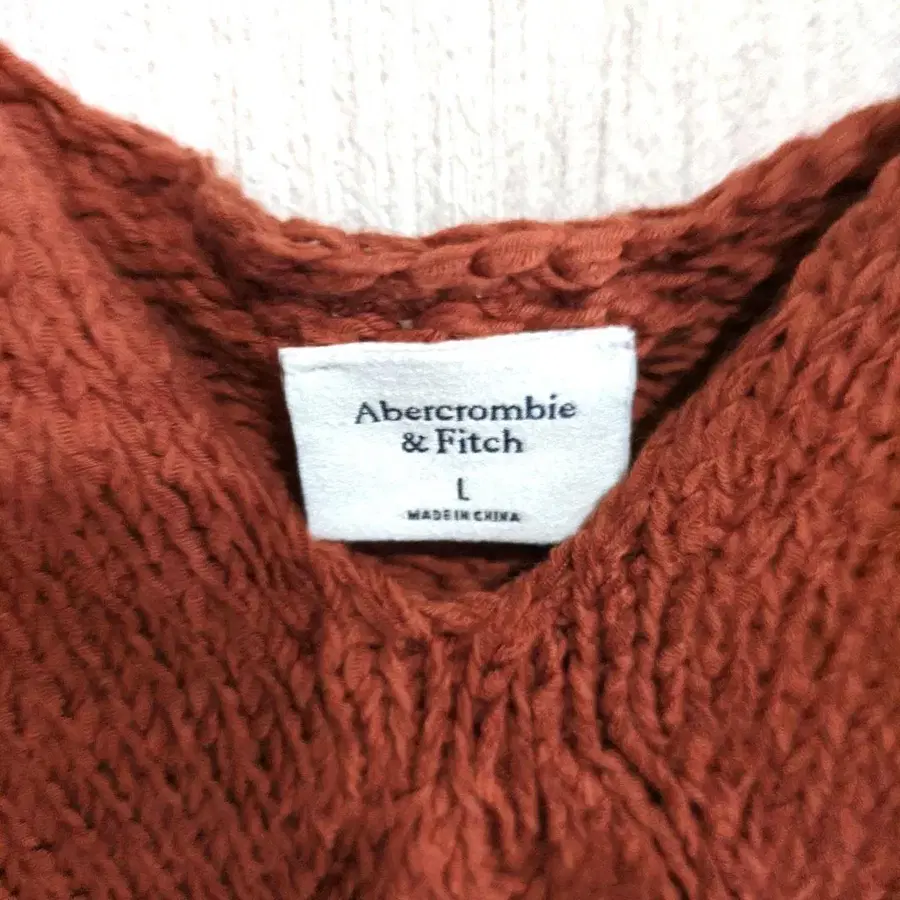 Abercrombie
& Fitch
L
MADE IN CHINA